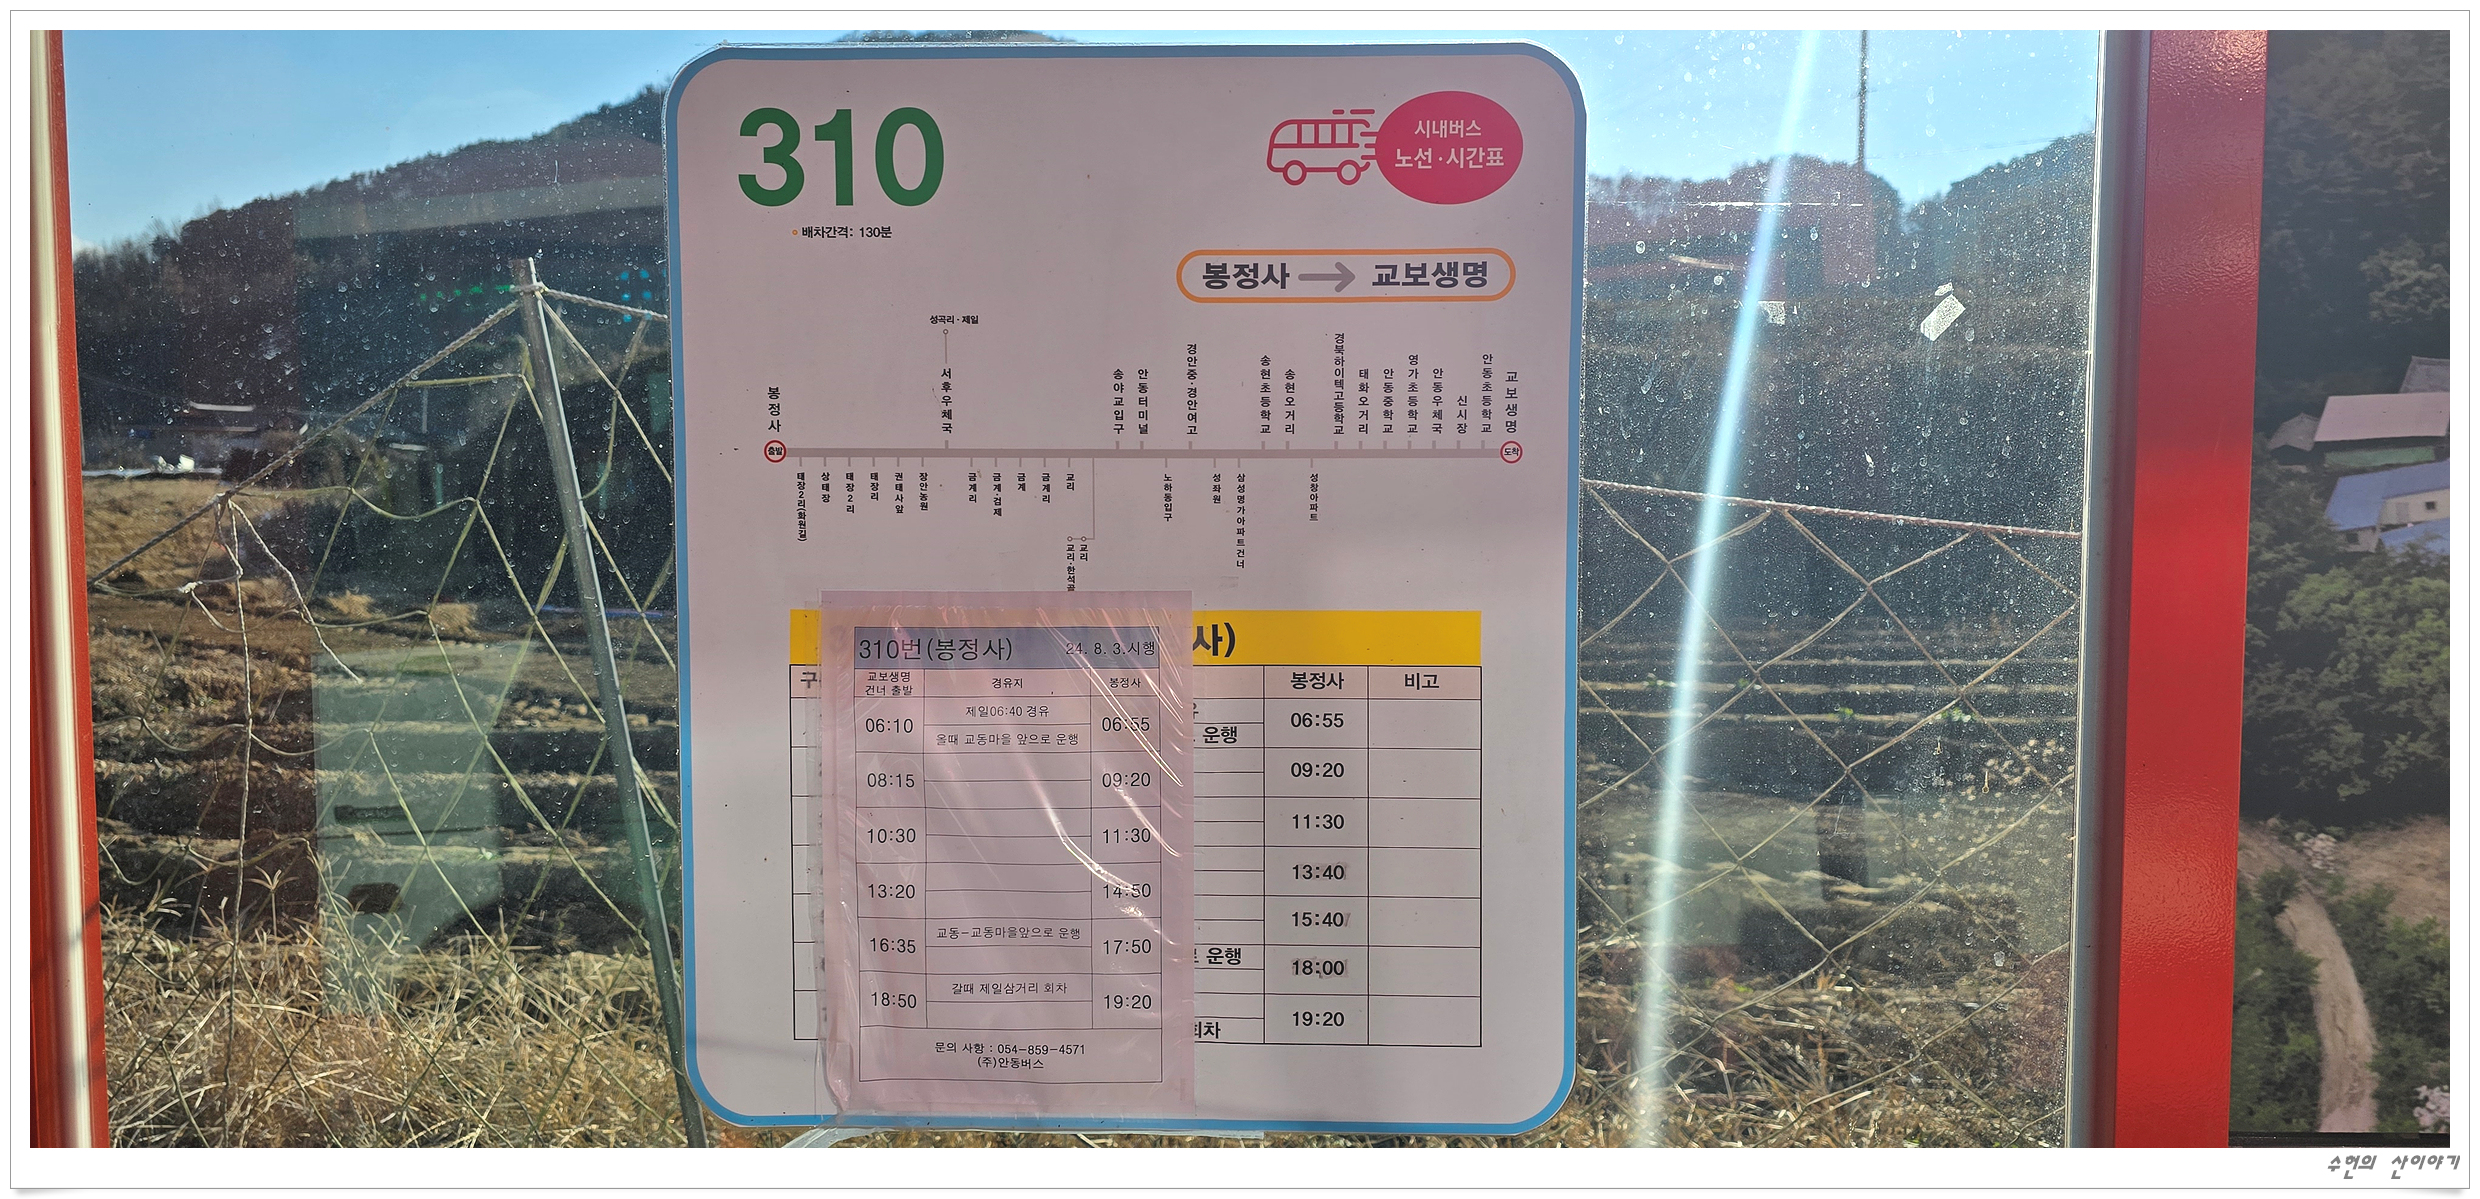 310
시내버스
노선·시간표
배차간격: 130분
봉정사 → 교보생명
성곡리·제일
봉정사
서후우체국
송야교입구
안동터미널
경안중·경안여고
송현초등학교
송현오거리
경북하이텍고등학교
태화오거리
안동중학교
영가초등학교
안동우체국
신시장
안동초등학교
교보생명
출발
도착
태장2리(화원길)
상태장
태장2리
태장리
권태사앞
장안농원
금계리
금계·검제
금계
금계리
교리
노하동입구
성좌원
삼성명가아파트건너
성창아파트
교리·한석골
교리
310번(봉정사) 24. 8. 3.시행
교보생명 건너 출발 경유지 봉정사
06:10 제일06:40 경유 06:55
올때 교동마을 앞으로 운행
08:15 09:20
10:30 11:30
13:20 14:50
16:35 교동-교동마을앞으로 운행 17:50
18:50 갈때 제일삼거리 회차 19:20
문의 사항 : 054-859-4571
(주)안동버스
사)
구
봉정사 비고
06:55
운행
09:20
11:30
13:40
15:40
운행
18:00
19:20
회차
수헌의 산이야기